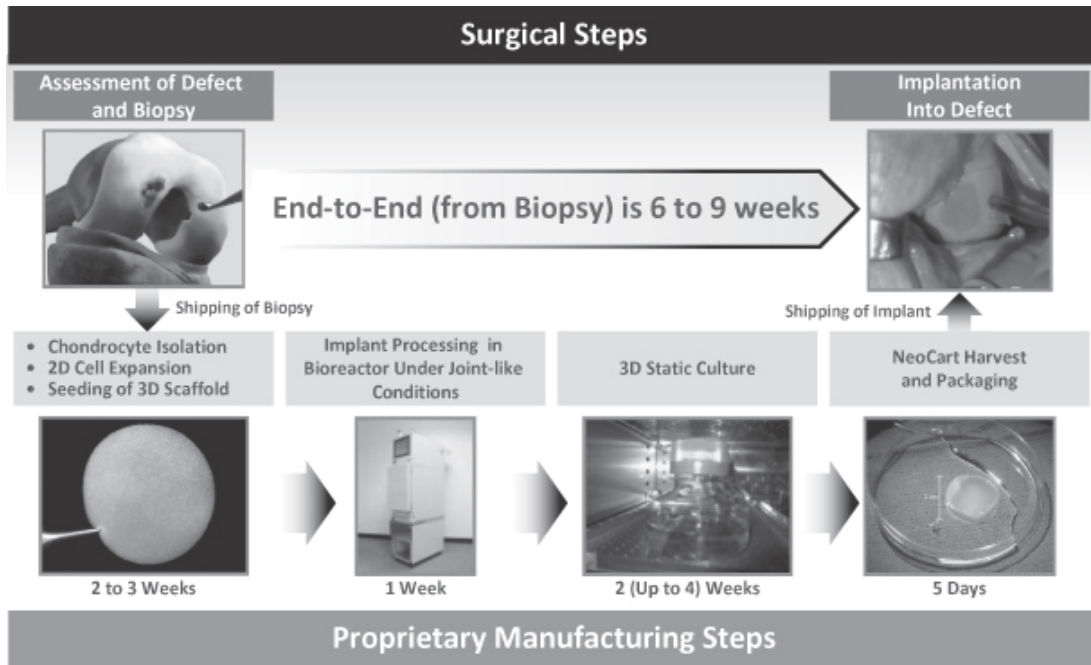 Surgical Steps
Assessment of Defect
and Biopsy
Implantation
Into Defect
End-to-End (from Biopsy) is 6 to 9 weeks
Shipping of Biopsy
Shipping of Implant
• Chondrocyte Isolation
• 2D Cell Expansion
• Seeding of 3D Scaffold
Implant Processing in
Bioreactor Under Joint-like
Conditions
3D Static Culture
NeoCart Harvest
and Packaging
2 to 3 Weeks
1 Week
2 (Up to 4) Weeks
5 Days
Proprietary Manufacturing Steps